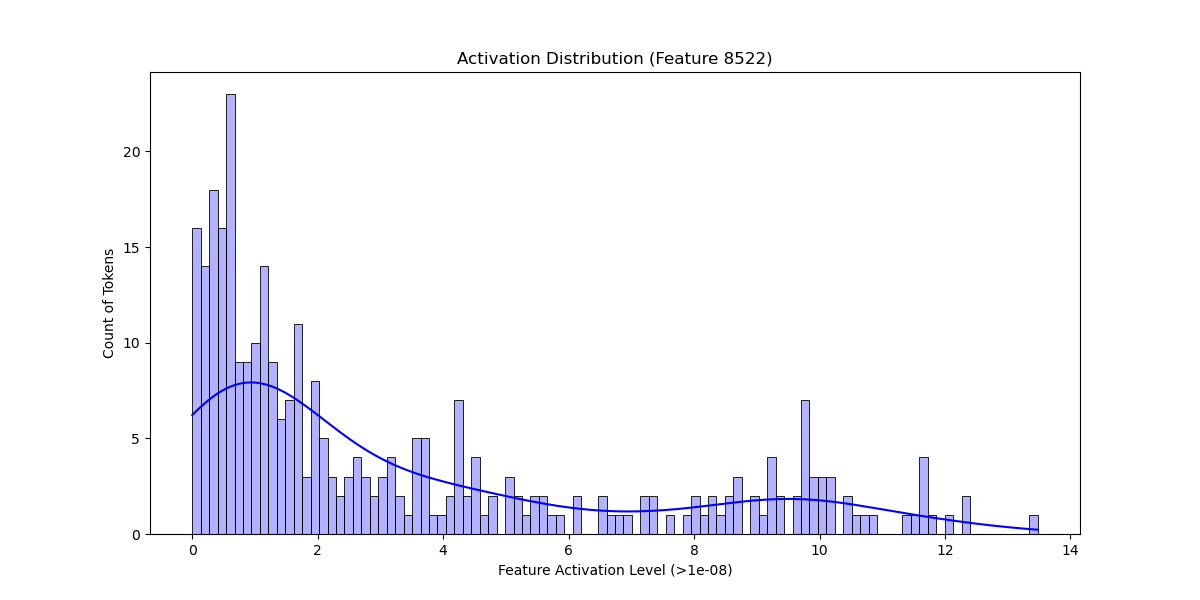 Activation Distribution (Feature 8522)
Count of Tokens
20
15
10
5
0
0 2 4 6 8 10 12 14
Feature Activation Level (>1e-08)